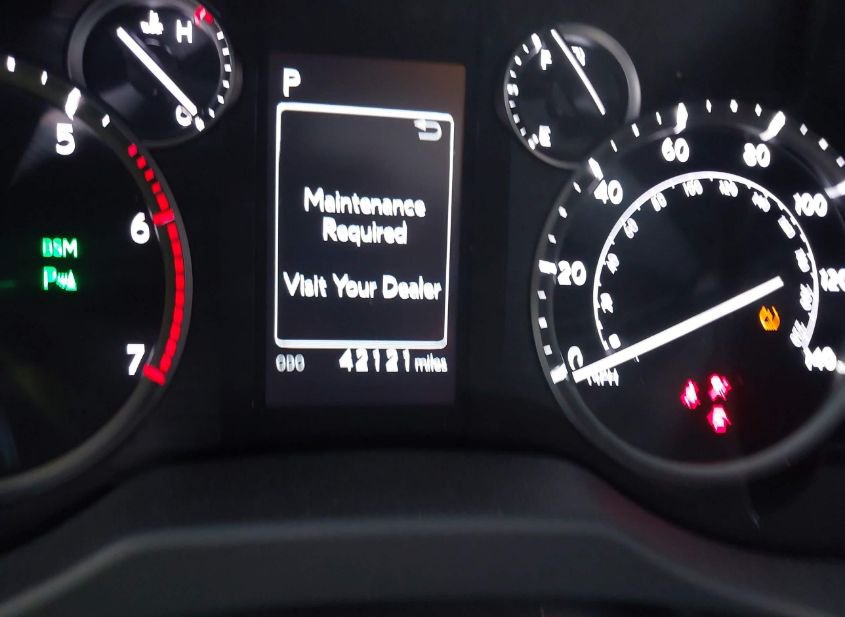 H
C
P
F
E
5
6
7
BSM
P
Maintenance
Required
Visit Your Dealer
ODO 42121 miles
0
20
40
60
80
100
120
140
MPH